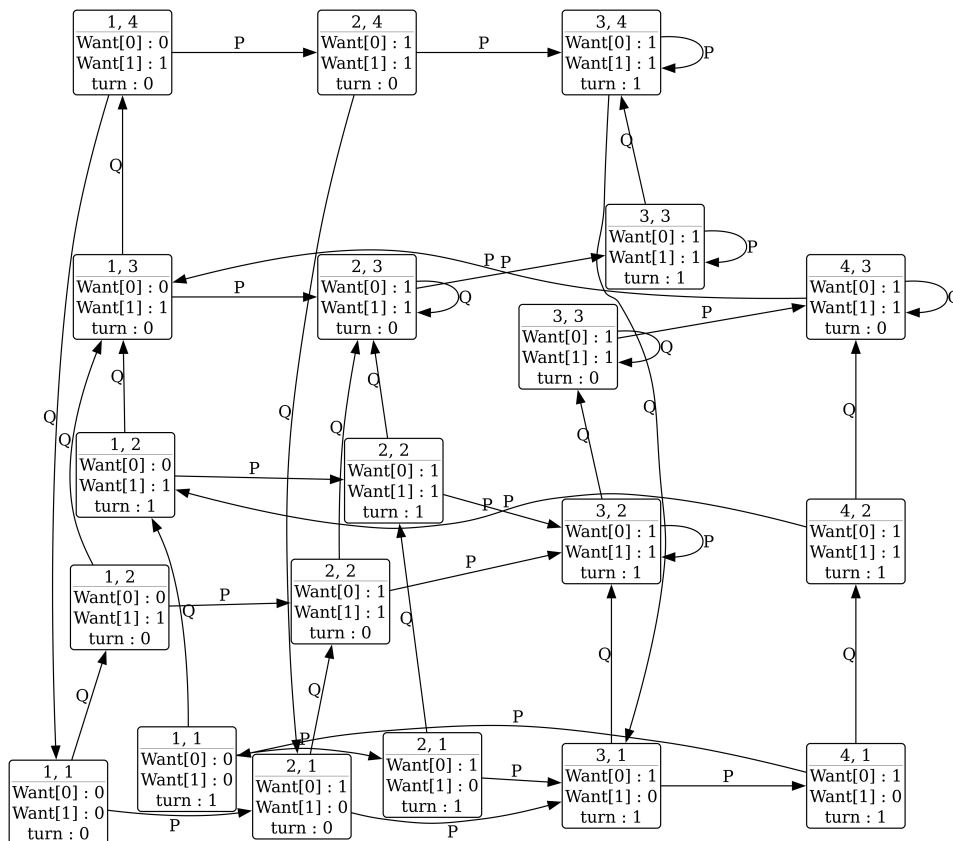 1, 4
Want[0] : 0
Want[1] : 1
turn : 0
P
2, 4
Want[0] : 1
Want[1] : 1
turn : 0
P
3, 4
Want[0] : 1
Want[1] : 1
turn : 1
P
Q
Q
3, 3
Want[0] : 1
Want[1] : 1
turn : 1
P
1, 3
Want[0] : 0
Want[1] : 1
turn : 0
P
2, 3
Want[0] : 1
Want[1] : 1
turn : 0
Q
P
P
4, 3
Want[0] : 1
Want[1] : 1
turn : 0
Q
3, 3
Want[0] : 1
Want[1] : 1
turn : 0
Q
P
Q
Q
Q
Q
Q
Q
Q
Q
Q
1, 2
Want[0] : 0
Want[1] : 1
turn : 1
P
2, 2
Want[0] : 1
Want[1] : 1
turn : 1
P
P
3, 2
Want[0] : 1
Want[1] : 1
turn : 1
P
4, 2
Want[0] : 1
Want[1] : 1
turn : 1
1, 2
Want[0] : 0
Want[1] : 1
turn : 0
P
2, 2
Want[0] : 1
Want[1] : 1
turn : 0
P
Q
Q
Q
Q
Q
Q
1, 1
Want[0] : 0
Want[1] : 0
turn : 1
P
2, 1
Want[0] : 1
Want[1] : 0
turn : 1
P
P
3, 1
Want[0] : 1
Want[1] : 0
turn : 1
P
4, 1
Want[0] : 1
Want[1] : 0
turn : 1
1, 1
Want[0] : 0
Want[1] : 0
turn : 0
P
2, 1
Want[0] : 1
Want[1] : 0
turn : 0
P